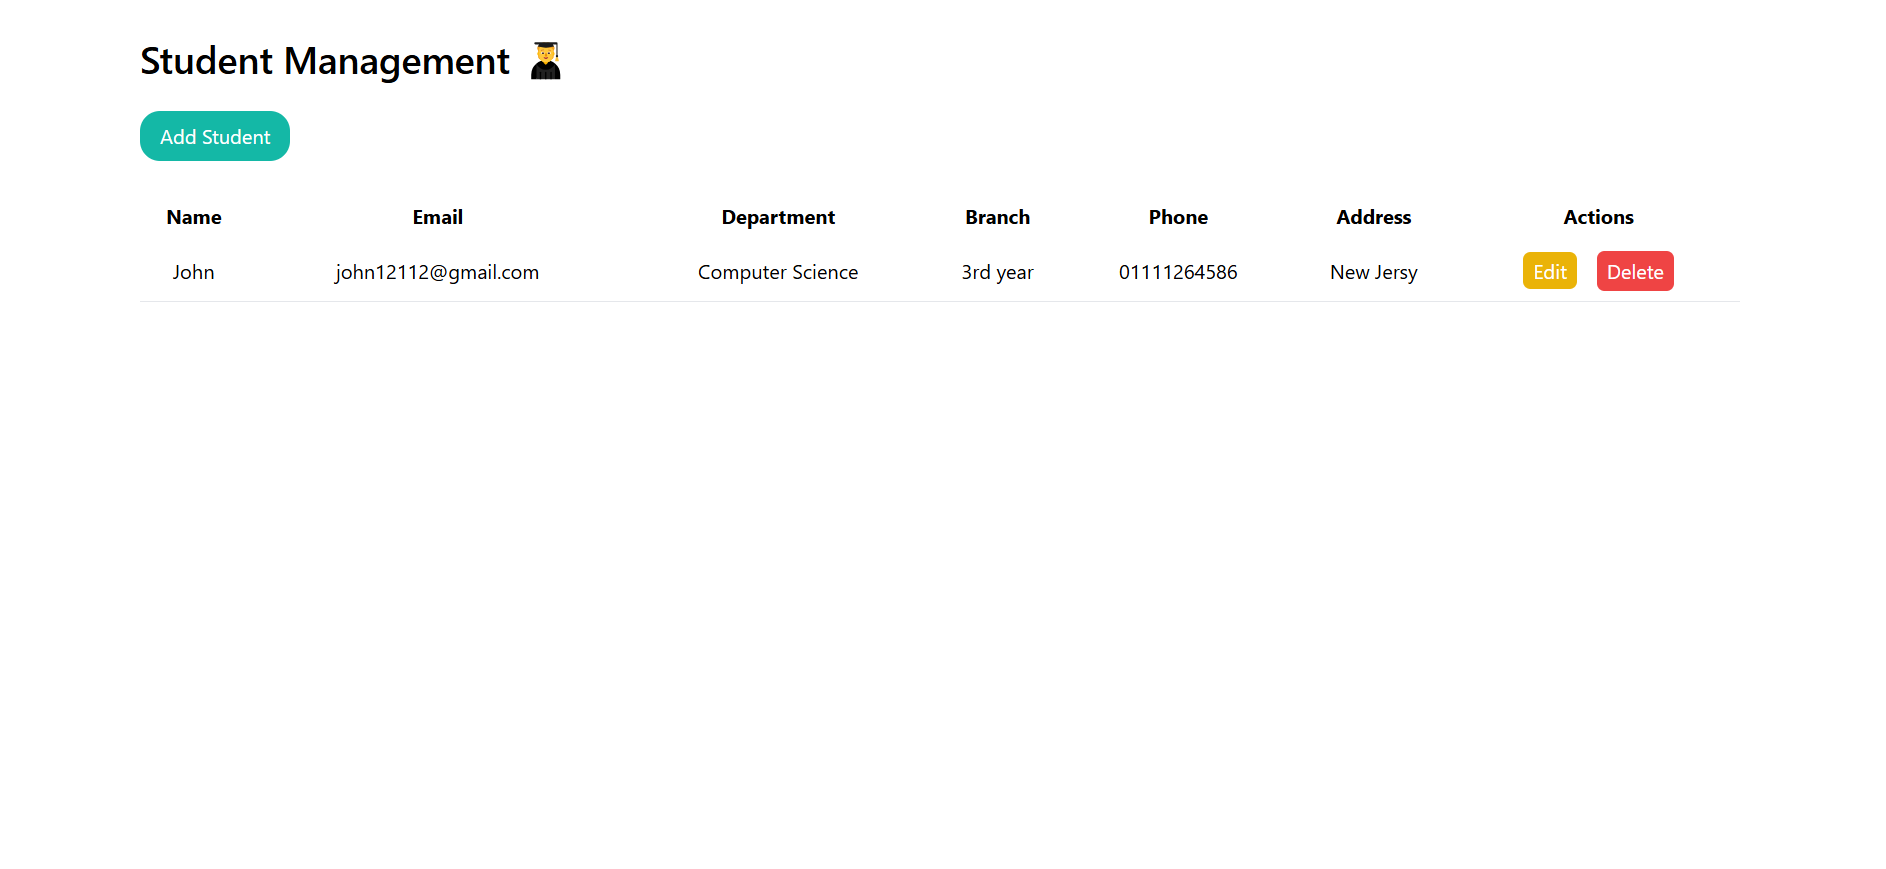 Student Management
Add Student
Name Email Department Branch Phone Address Actions
John john12112@gmail.com Computer Science 3rd year 01111264586 New Jersy Edit Delete